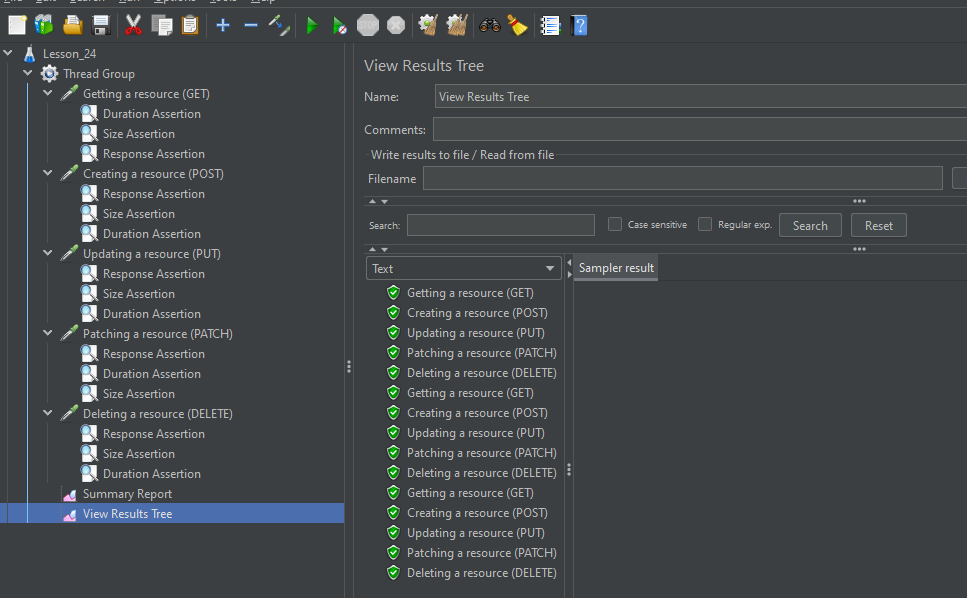 Lesson_24
Thread Group
Getting a resource (GET)
Duration Assertion
Size Assertion
Response Assertion
Creating a resource (POST)
Response Assertion
Size Assertion
Duration Assertion
Updating a resource (PUT)
Response Assertion
Size Assertion
Duration Assertion
Patching a resource (PATCH)
Response Assertion
Duration Assertion
Size Assertion
Deleting a resource (DELETE)
Response Assertion
Size Assertion
Duration Assertion
Summary Report
View Results Tree
View Results Tree
Name: View Results Tree
Comments:
Write results to file / Read from file
Filename
Search: Case sensitive Regular exp. Search Reset
Text
Sampler result
Getting a resource (GET)
Creating a resource (POST)
Updating a resource (PUT)
Patching a resource (PATCH)
Deleting a resource (DELETE)
Getting a resource (GET)
Creating a resource (POST)
Updating a resource (PUT)
Patching a resource (PATCH)
Deleting a resource (DELETE)
Getting a resource (GET)
Creating a resource (POST)
Updating a resource (PUT)
Patching a resource (PATCH)
Deleting a resource (DELETE)